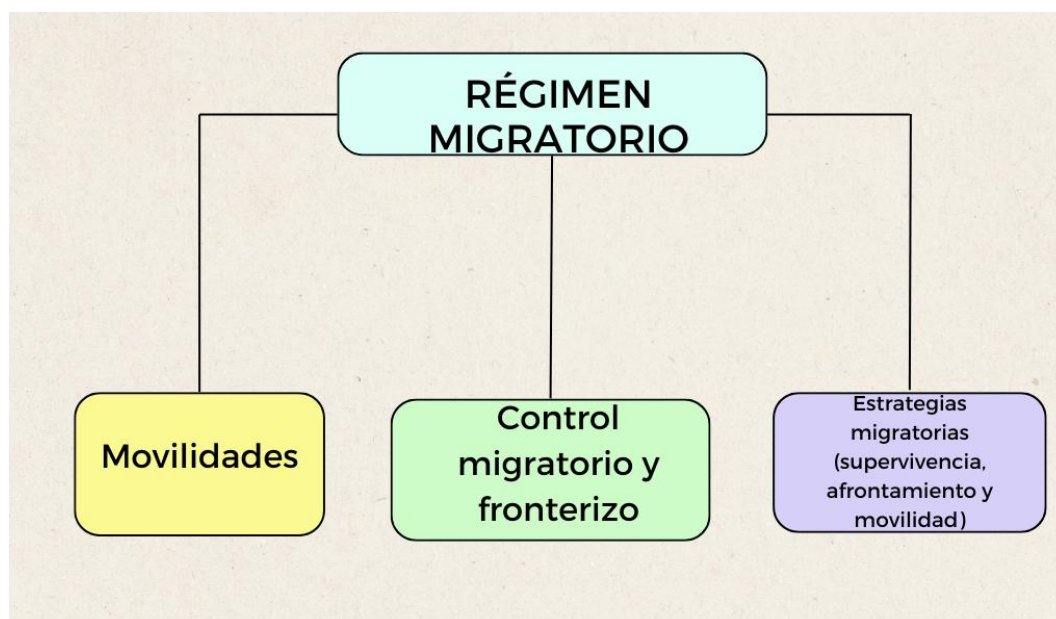 RÉGIMEN
MIGRATORIO
Movilidades
Control
migratorio y
fronterizo
Estrategias
migratorias
(supervivencia,
afrontamiento y
movilidad)